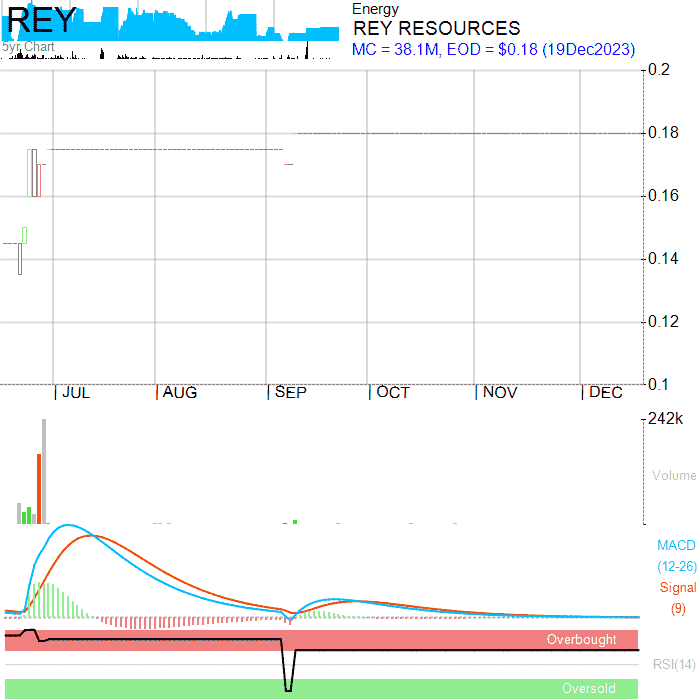 REY
5yr Chart
Energy
REY RESOURCES
MC = 38.1M, EOD = $0.18 (19Dec2023)
0.2
0.18
0.16
0.14
0.12
0.1
JUL AUG SEP OCT NOV DEC
242k
Volume
MACD
(12-26)
Signal
(9)
Overbought
RSI(14)
Oversold